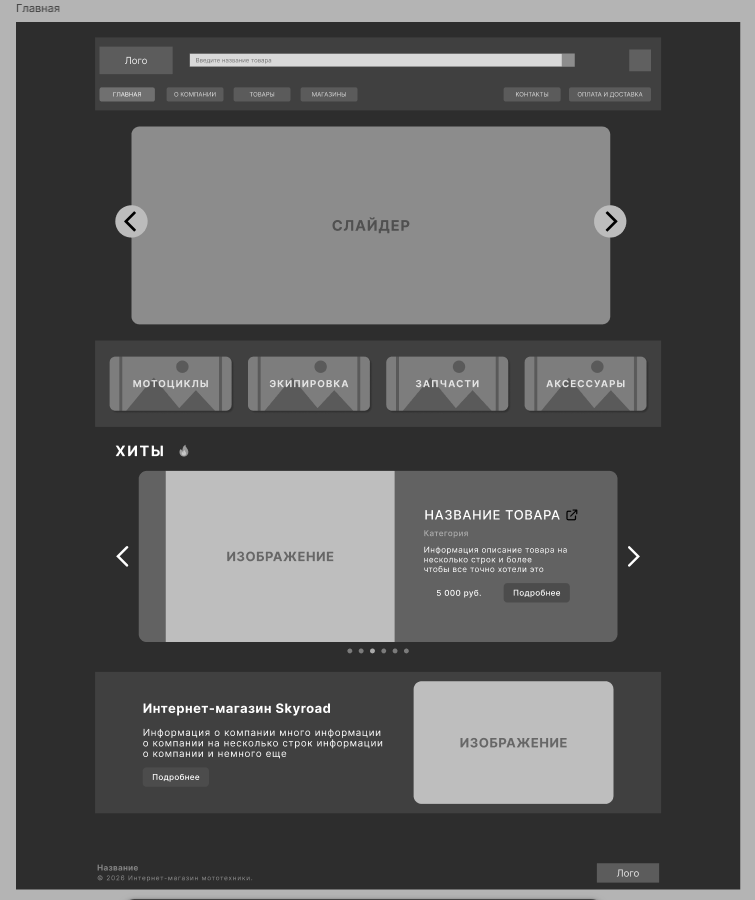 Главная
Лого
Введите название товара
ГЛАВНАЯ
О КОМПАНИИ
ТОВАРЫ
МАГАЗИНЫ
КОНТАКТЫ
ОПЛАТА И ДОСТАВКА
СЛАЙДЕР
МОТОЦИКЛЫ
ЭКИПИРОВКА
ЗАПЧАСТИ
АКСЕССУАРЫ
ХИТЫ
ИЗОБРАЖЕНИЕ
НАЗВАНИЕ ТОВАРА
Категория
Информация описание товара на
несколько строк и более
чтобы все точно хотели это
5 000 руб.
Подробнее
Интернет-магазин Skyroad
Информация о компании много информации
о компании на несколько строк информации
о компании и немного еще
Подробнее
ИЗОБРАЖЕНИЕ
Название
© 2026 Интернет-магазин мототехники.
Лого